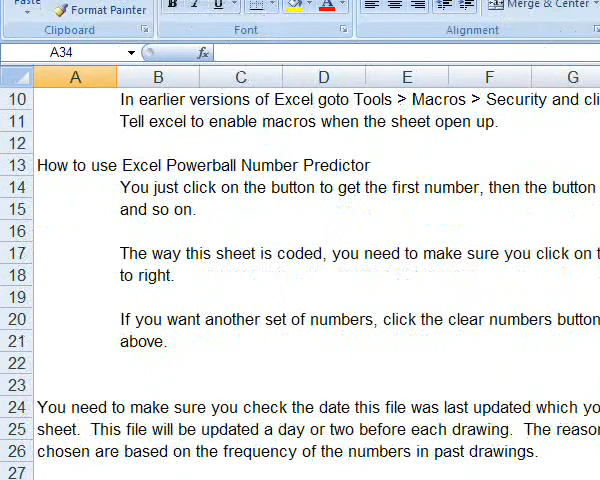 Paste
Format Painter
B I U A
Merge & Center
Clipboard Font Alignment
A34 fx
A B C D E F G
10 In earlier versions of Excel goto Tools > Macros > Security and cli
11 Tell excel to enable macros when the sheet open up.
12
13 How to use Excel Powerball Number Predictor
14 You just click on the button to get the first number, then the button
15 and so on.
16
17 The way this sheet is coded, you need to make sure you click on t
18 to right.
19
20 If you want another set of numbers, click the clear numbers button
21 above.
22
23
24 You need to make sure you check the date this file was last updated which yo
25 sheet. This file will be updated a day or two before each drawing. The reaso
26 chosen are based on the frequency of the numbers in past drawings.
27